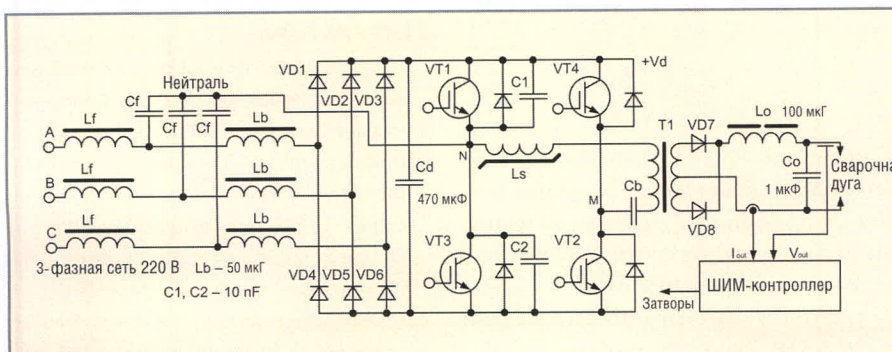 Нейтраль
Cf
Cf
Cf
A
Lf
Lb
B
Lf
Lb
C
Lf
Lb
3-фазная сеть 220 В
Lb – 50 мкГ
C1, C2 – 10 nF
VD1
VD2
VD3
VD4
VD5
VD6
Cd
470 мкФ
VT1
C1
VT4
+Vd
N
Ls
M
Cb
T1
VD7
VD8
Lo
100 мкГ
Co
1 мкФ
Сварочна
дуга
VT3
C2
VT2
Iout
Vout
Затворы
ШИМ-контроллер